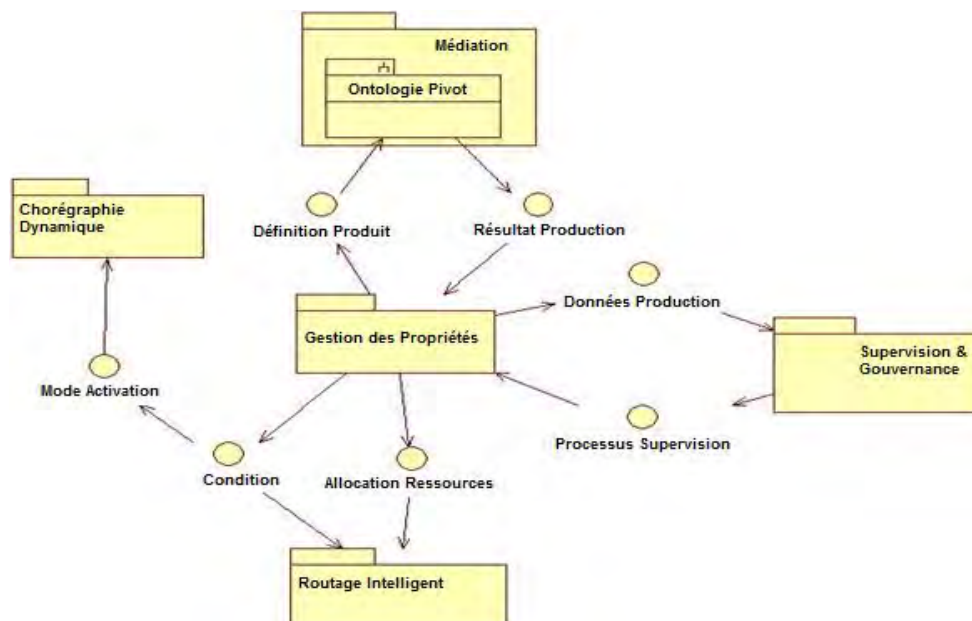 Médiation
Ontologie Pivot
Chorégraphie
Dynamique
Définition Produit
Résultat Production
Données Production
Gestion des Propriétés
Supervision &
Gouvernance
Mode Activation
Processus Supervision
Condition
Allocation Ressources
Routage Intelligent